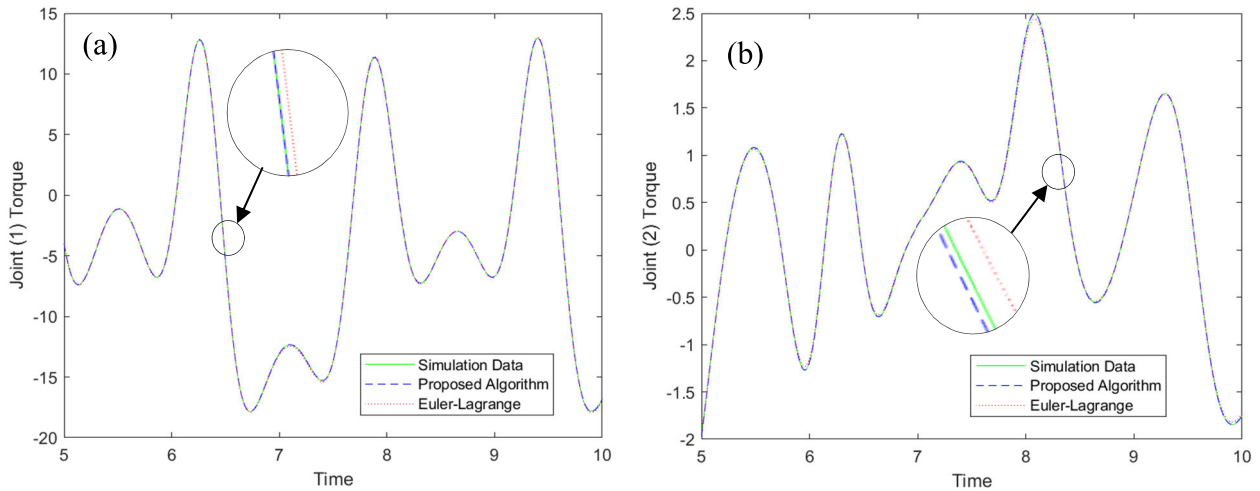 (a)
15
10
5
0
-5
-10
-15
-20
Joint (1) Torque
5 6 7 8 9 10
Time
Simulation Data
Proposed Algorithm
Euler-Lagrange
(b)
2.5
2
1.5
1
0.5
0
-0.5
-1
-1.5
-2
Joint (2) Torque
5 6 7 8 9 10
Time
Simulation Data
Proposed Algorithm
Euler-Lagrange